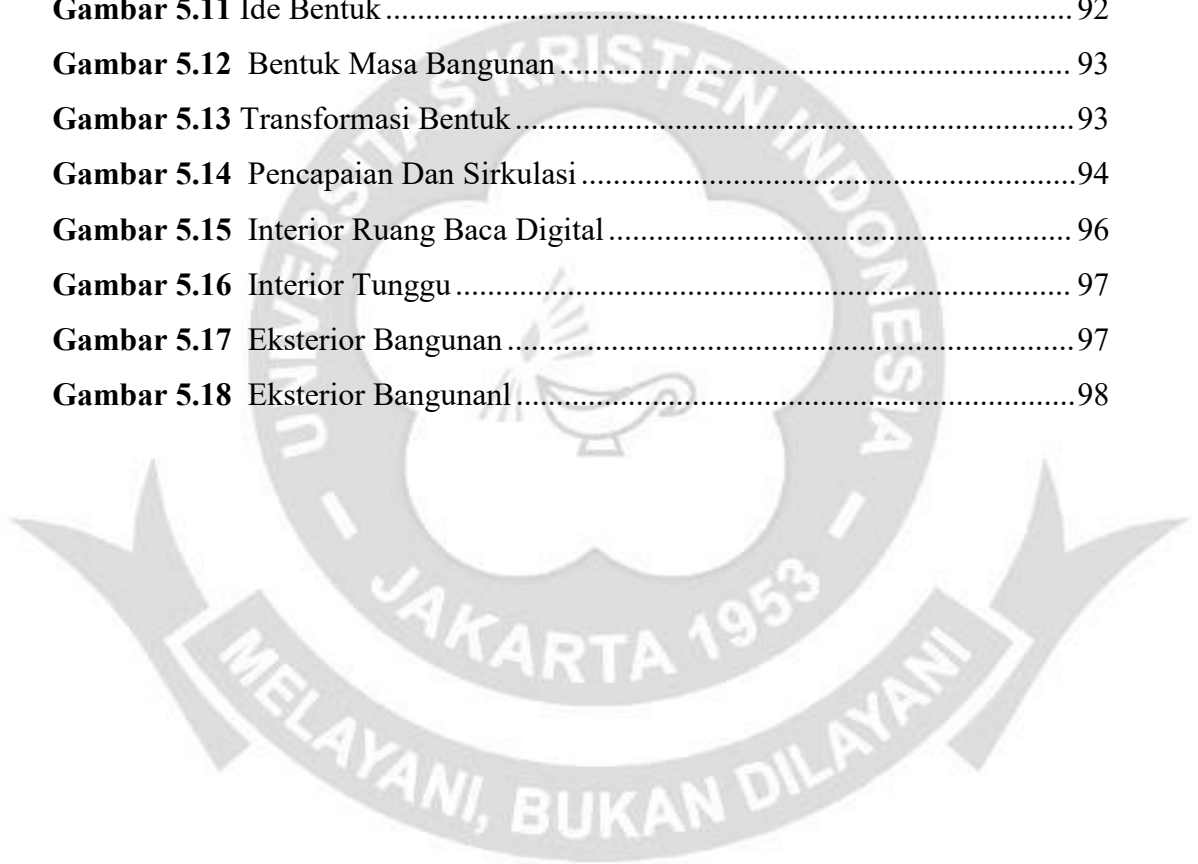 Gambar 5.11 Ide Bentuk........................................................................................92
Gambar 5.12 Bentuk Masa Bangunan................................................................. 93
Gambar 5.13 Transformasi Bentuk.......................................................................93
Gambar 5.14 Pencapaian Dan Sirkulasi..............................................................94
Gambar 5.15 Interior Ruang Baca Digital........................................................... 96
Gambar 5.16 Interior Tunggu.............................................................................. 97
Gambar 5.17 Eksterior Bangunan........................................................................97
Gambar 5.18 Eksterior Bangunanl.......................................................................98
UNIVERSITAS KRISTEN INDONESIA
- JAKARTA 1953 -
MELAYANI, BUKAN DILAYANI